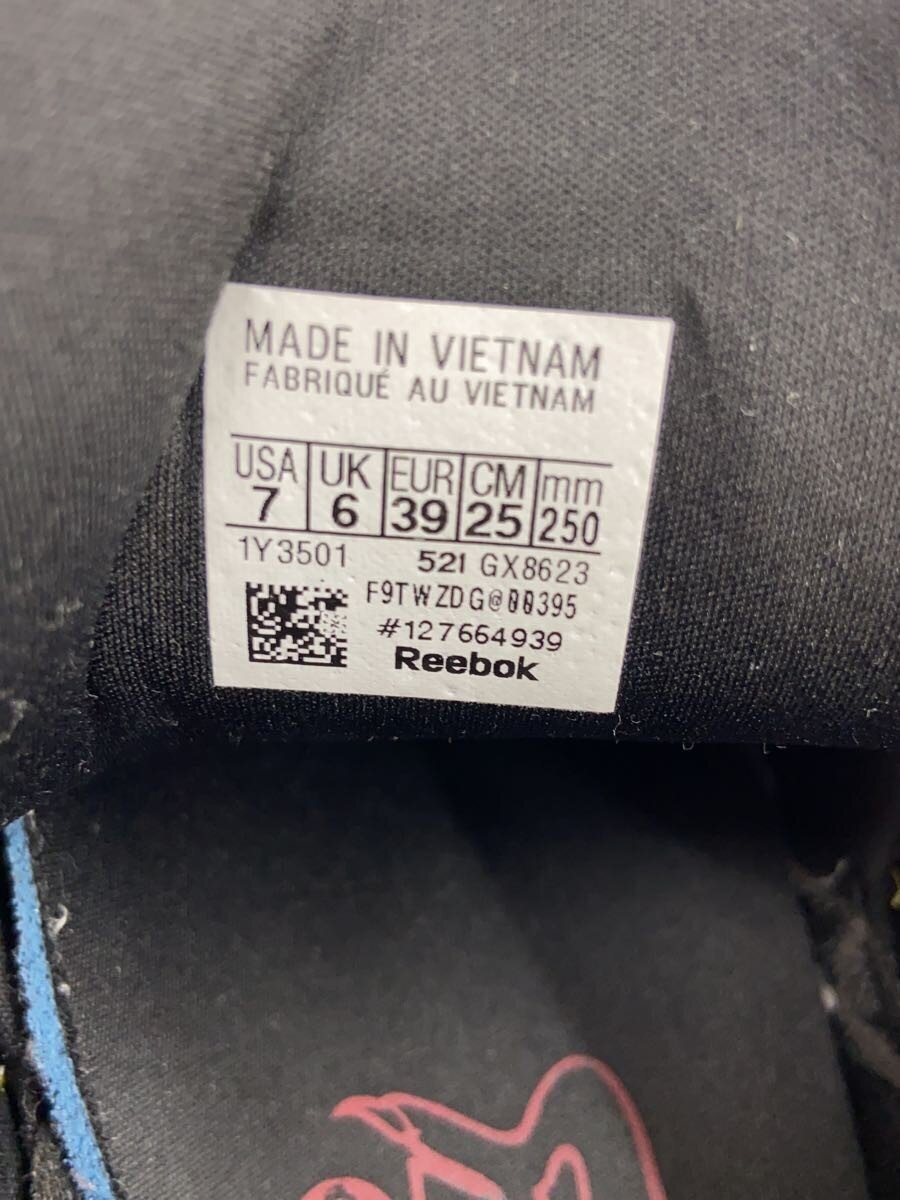 MADE IN VIETNAM
FABRIQUÉ AU VIETNAM
USA UK EUR CM mm
7 6 39 25 250
1Y3501 521 GX8623
F9TWZDG@00395
#127664939
Reebok